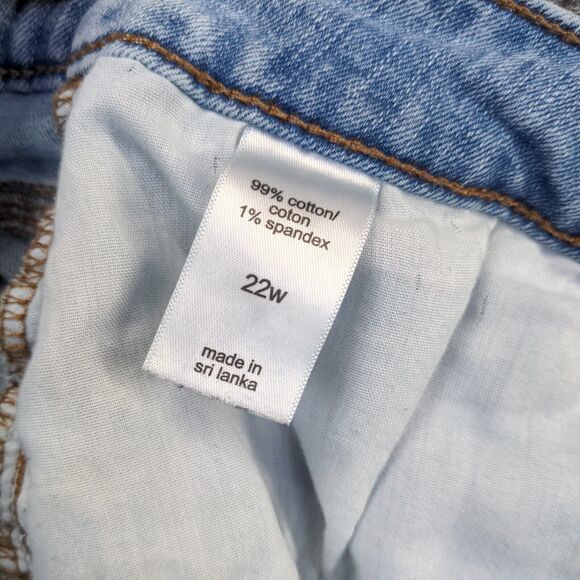 99% cotton/
coton
1% spandex
22w
made in
sri lanka